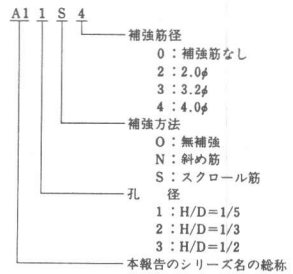 A1 1 S 4
補強筋径
0：補強筋なし
2：2.0φ
3：3.2φ
4：4.0φ
補強方法
O：無補強
N：斜め筋
S：スクロール筋
孔　径
1：H/D=1/5
2：H/D=1/3
3：H/D=1/2
本報告のシリーズ名の総称